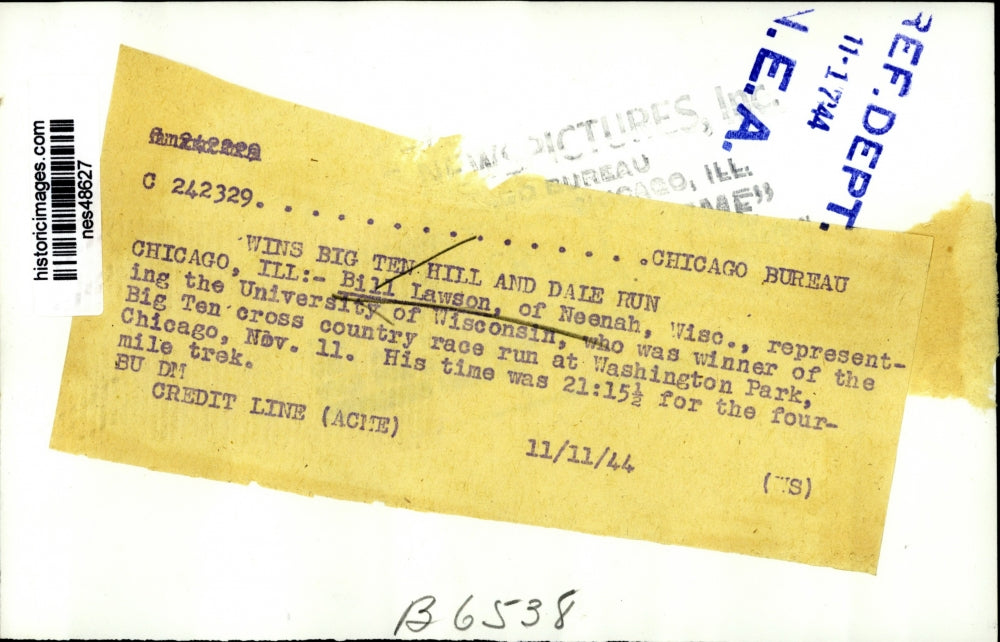 historicimages.com
nes48627
REF. DEPT.
11-17 44
N.E.A.
NEWSPICTURES, Inc.
BUREAU
CHICAGO, ILL.
C 242329. . . . . . . . . . . . . . . . .CHICAGO BUREAU
WINS BIG TEN HILL AND DALE RUN
CHICAGO, ILL:- Bill Lawson, of Neenah, Wisc., represent-
ing the University of Wisconsin, who was winner of the
Big Ten cross country race run at Washington Park,
Chicago, Nov. 11. His time was 21:15½ for the four-
mile trek.
BU DM
CREDIT LINE (ACME)
11/11/44
B6538